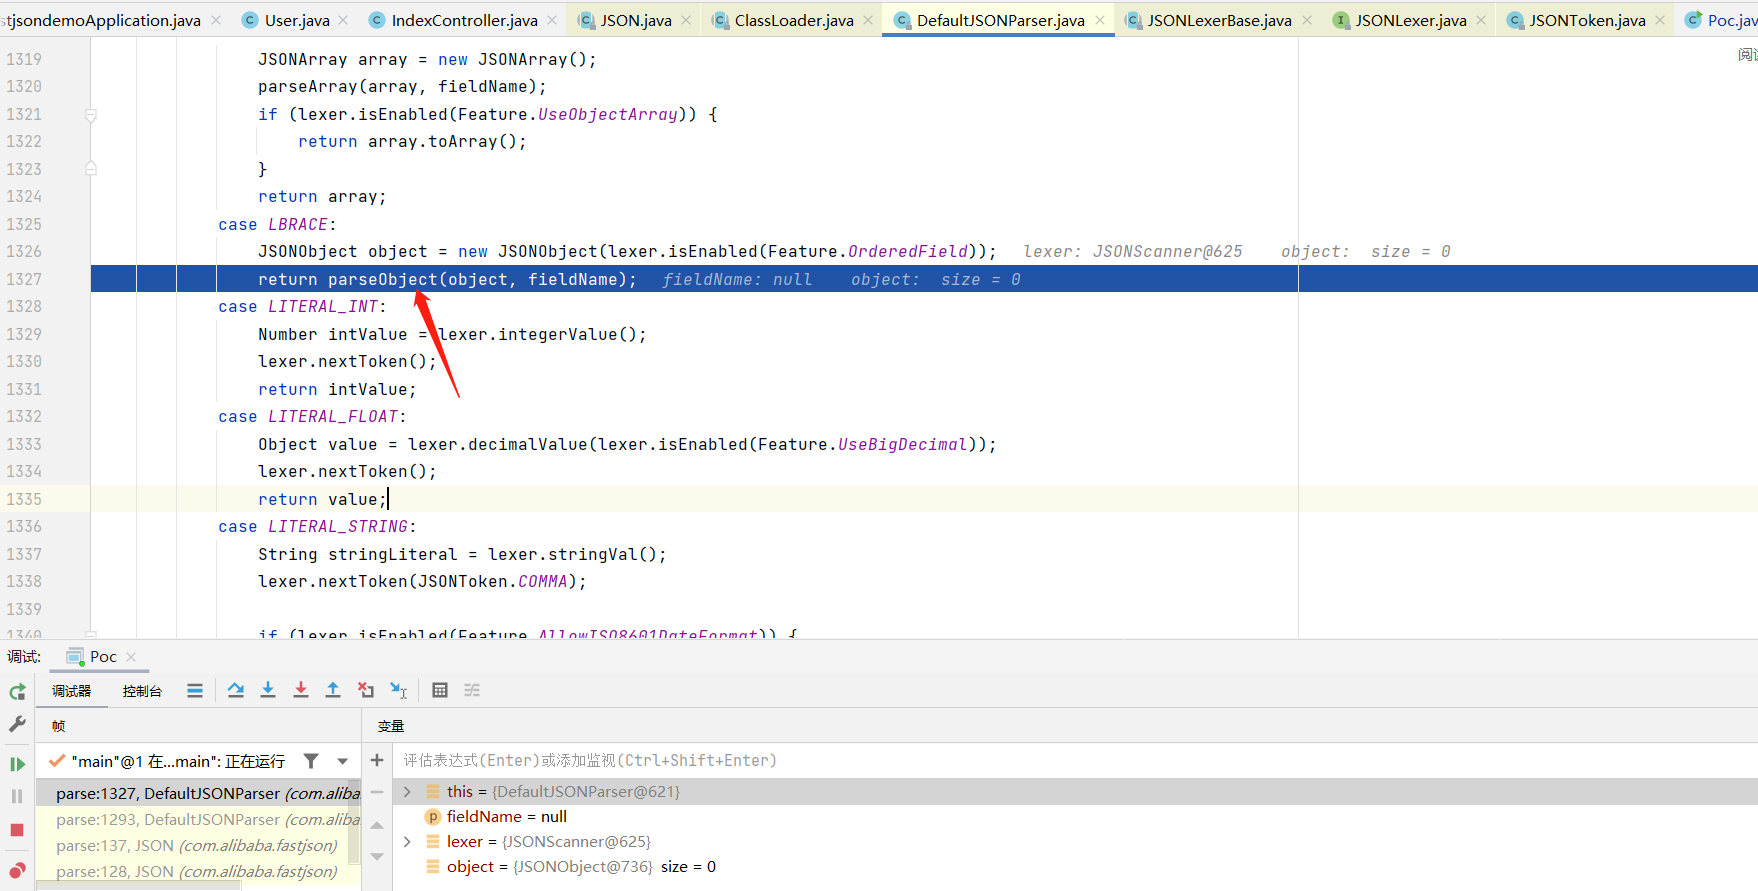 stjsondemoApplication.java User.java IndexController.java JSON.java ClassLoader.java DefaultJSONParser.java JSONLexerBase.java JSONLexer.java JSONToken.java Poc.jav
1319 JSONArray array = new JSONArray();
1320 parseArray(array, fieldName);
1321 if (lexer.isEnabled(Feature.UseObjectArray)) {
1322 return array.toArray();
1323 }
1324 return array;
1325 case LBRACE:
1326 JSONObject object = new JSONObject(lexer.isEnabled(Feature.OrderedField)); lexer: JSONScanner@625 object: size = 0
1327 return parseObject(object, fieldName); fieldName: null object: size = 0
1328 case LITERAL_INT:
1329 Number intValue = lexer.integerValue();
1330 lexer.nextToken();
1331 return intValue;
1332 case LITERAL_FLOAT:
1333 Object value = lexer.decimalValue(lexer.isEnabled(Feature.UseBigDecimal));
1334 lexer.nextToken();
1335 return value;
1336 case LITERAL_STRING:
1337 String stringLiteral = lexer.stringVal();
1338 lexer.nextToken(JSONToken.COMMA);
1339
1340 if (lexer.isEnabled(Feature.AllowISO8601DateFormat)) {
调试: Poc
调试器 控制台
帧 变量
"main"@1 在...main": 正在运行
评估表达式(Enter)或添加监视(Ctrl+Shift+Enter)
parse:1327, DefaultJSONParser (com.aliba
parse:1293, DefaultJSONParser (com.aliba
parse:137, JSON (com.alibaba.fastjson)
parse:128, JSON (com.alibaba.fastjson)
this = {DefaultJSONParser@621}
fieldName = null
lexer = {JSONScanner@625}
object = {JSONObject@736} size = 0